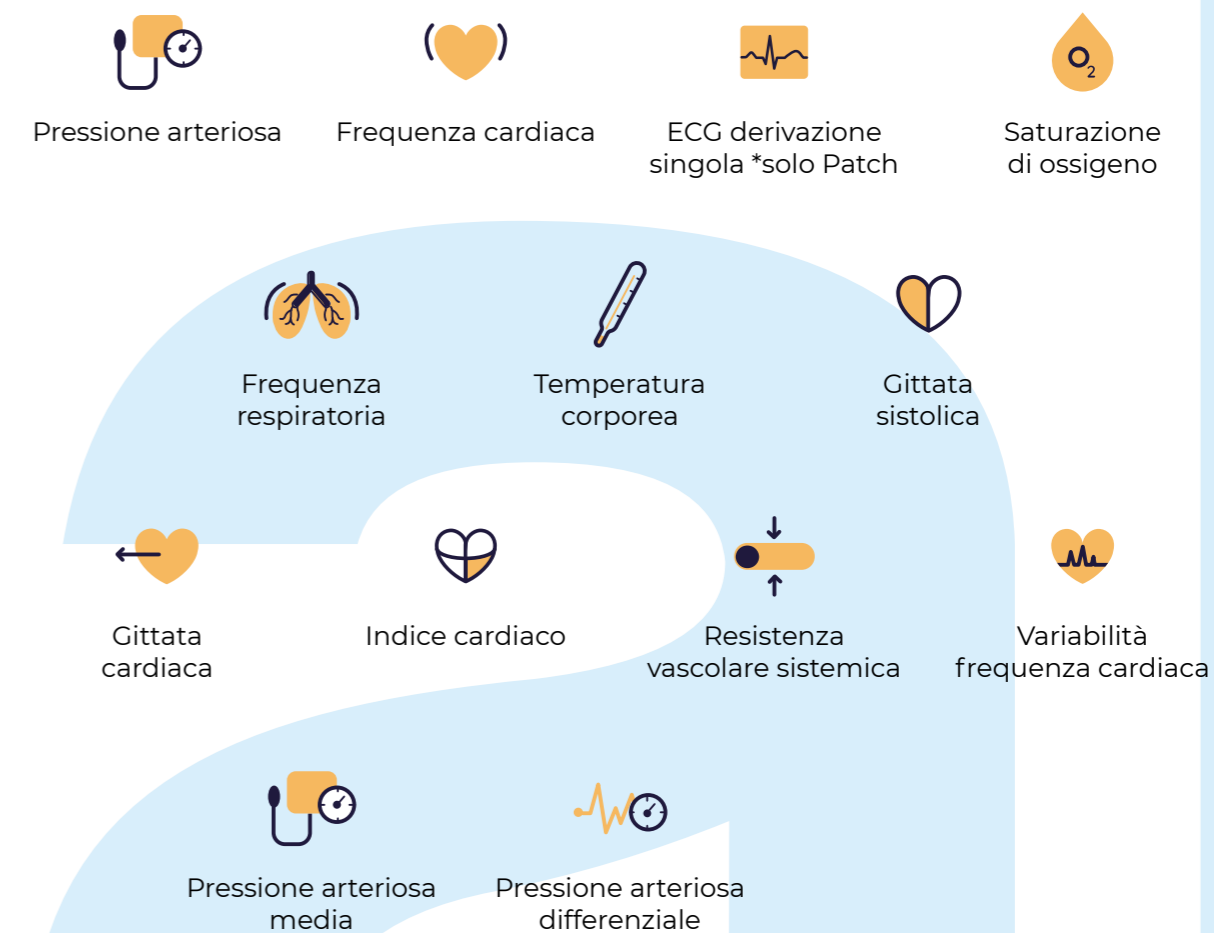 O2
Pressione arteriosa
Frequenza cardiaca
ECG derivazione
singola *solo Patch
Saturazione
di ossigeno
Frequenza
respiratoria
Temperatura
corporea
Gittata
sistolica
Gittata
cardiaca
Indice cardiaco
Resistenza
vascolare sistemica
Variabilità
frequenza cardiaca
Pressione arteriosa
media
Pressione arteriosa
differenziale